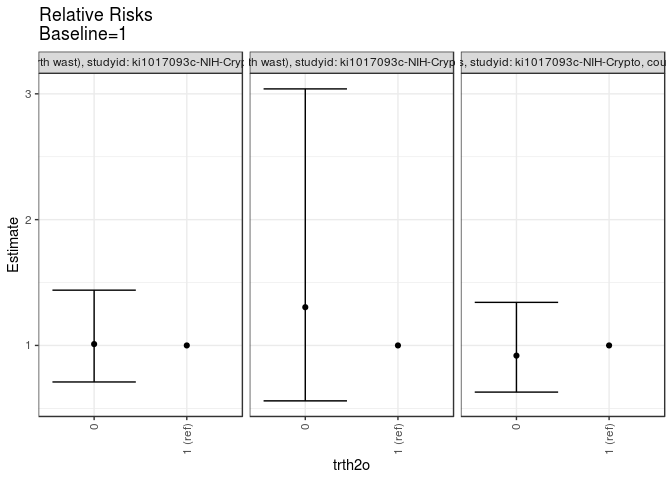 Relative Risks
Baseline=1
wast), studyid: ki1017093c-NIH-Cryp
wast), studyid: ki1017093c-NIH-Cryp
, studyid: ki1017093c-NIH-Crypto, cou
3
2
1
Estimate
0
1 (ref)
0
1 (ref)
0
1 (ref)
trth2o